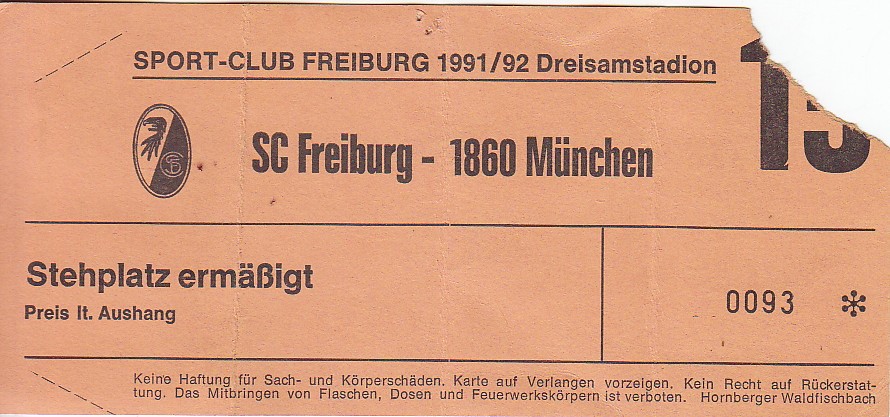 SPORT-CLUB FREIBURG 1991/92 Dreisamstadion
SC Freiburg - 1860 München
Stehplatz ermäßigt
Preis lt. Aushang
0093 *
Keine Haftung für Sach- und Körperschäden. Karte auf Verlangen vorzeigen. Kein Recht auf Rückerstat-
tung. Das Mitbringen von Flaschen, Dosen und Feuerwerkskörpern ist verboten. Hornberger Waldfischbach